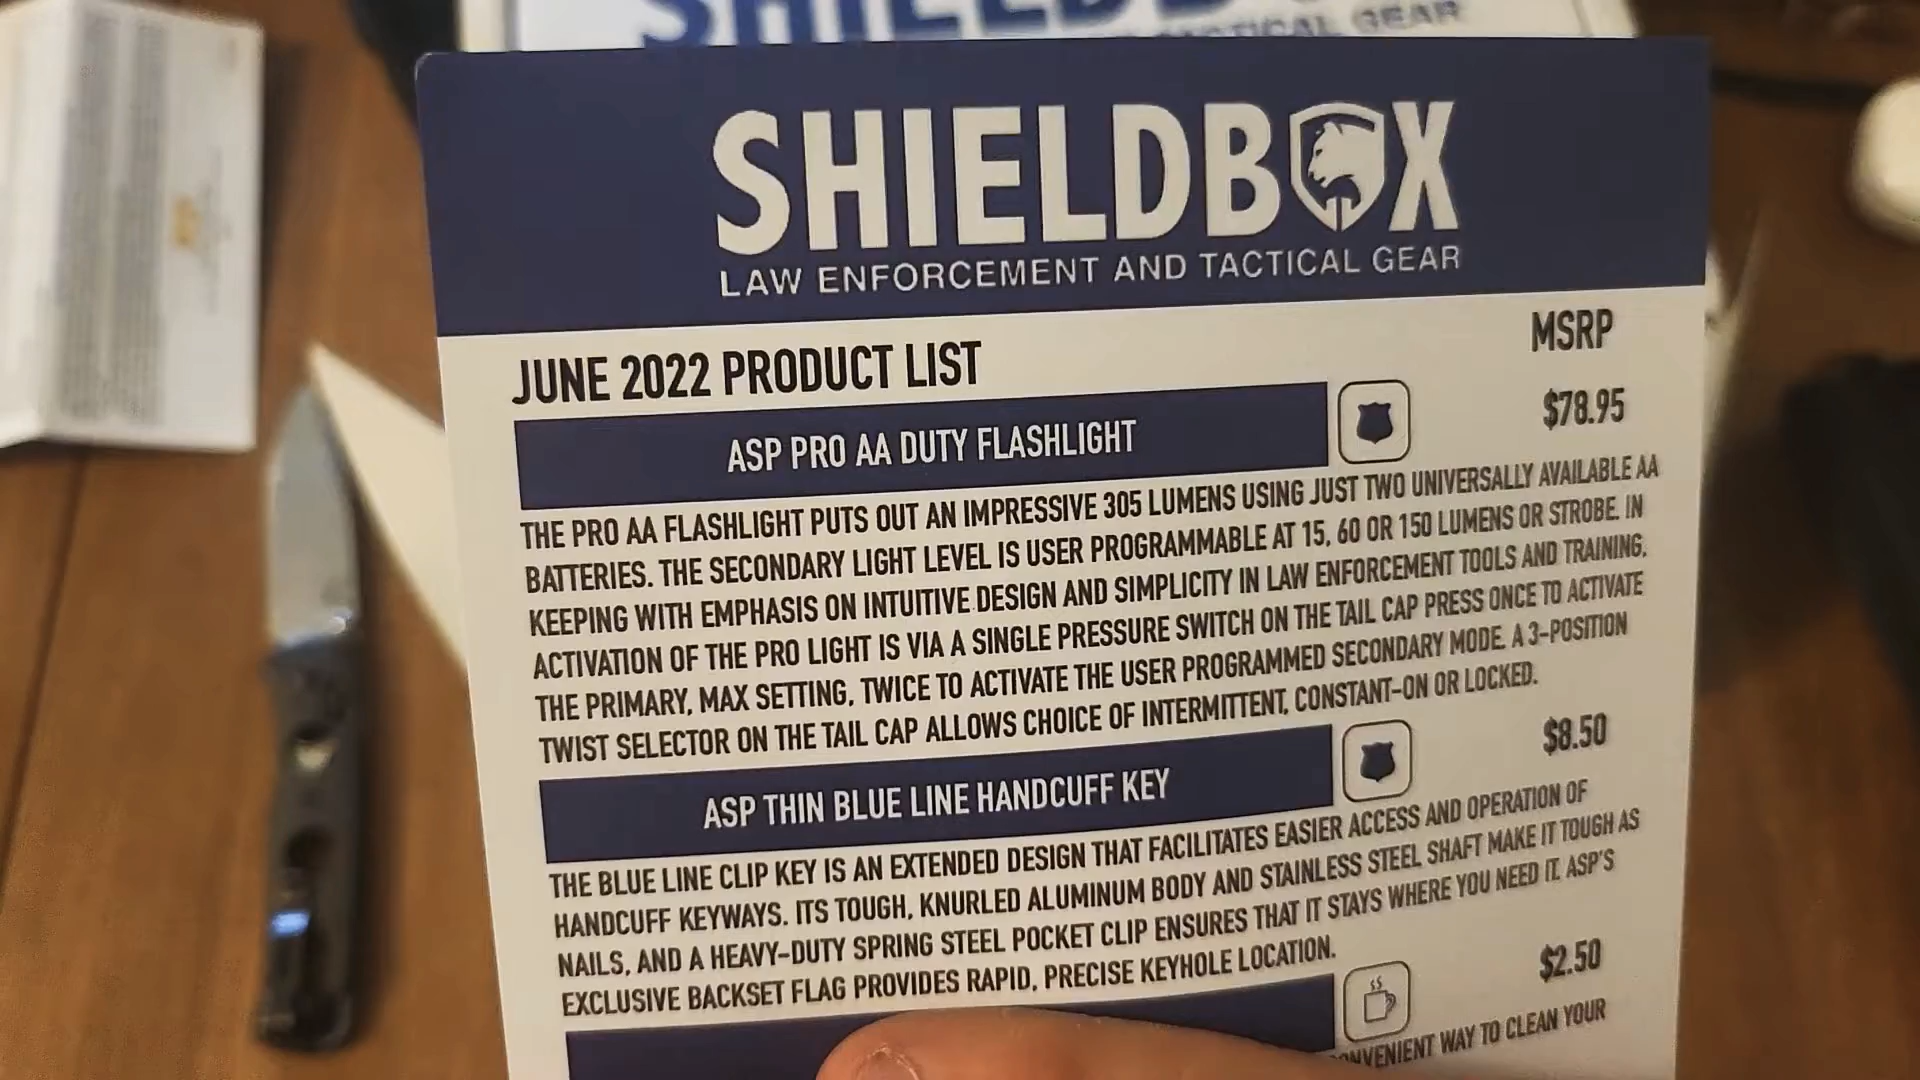 SHIELDBOX
TACTICAL GEAR
SHIELDBOX
LAW ENFORCEMENT AND TACTICAL GEAR
MSRP
JUNE 2022 PRODUCT LIST
$78.95
ASP PRO AA DUTY FLASHLIGHT
THE PRO AA FLASHLIGHT PUTS OUT AN IMPRESSIVE 305 LUMENS USING JUST TWO UNIVERSALLY AVAILABLE AA
BATTERIES. THE SECONDARY LIGHT LEVEL IS USER PROGRAMMABLE AT 15, 60 OR 150 LUMENS OR STROBE. IN
KEEPING WITH EMPHASIS ON INTUITIVE DESIGN AND SIMPLICITY IN LAW ENFORCEMENT TOOLS AND TRAINING,
ACTIVATION OF THE PRO LIGHT IS VIA A SINGLE PRESSURE SWITCH ON THE TAIL CAP PRESS ONCE TO ACTIVATE
THE PRIMARY, MAX SETTING, TWICE TO ACTIVATE THE USER PROGRAMMED SECONDARY MODE. A 3-POSITION
TWIST SELECTOR ON THE TAIL CAP ALLOWS CHOICE OF INTERMITTENT, CONSTANT-ON OR LOCKED.
$8.50
ASP THIN BLUE LINE HANDCUFF KEY
THE BLUE LINE CLIP KEY IS AN EXTENDED DESIGN THAT FACILITATES EASIER ACCESS AND OPERATION OF
HANDCUFF KEYWAYS. ITS TOUGH, KNURLED ALUMINUM BODY AND STAINLESS STEEL SHAFT MAKE IT TOUGH AS
NAILS, AND A HEAVY-DUTY SPRING STEEL POCKET CLIP ENSURES THAT IT STAYS WHERE YOU NEED IT. ASP'S
EXCLUSIVE BACKSET FLAG PROVIDES RAPID, PRECISE KEYHOLE LOCATION.
$2.50
WAY TO CLEAN YOUR